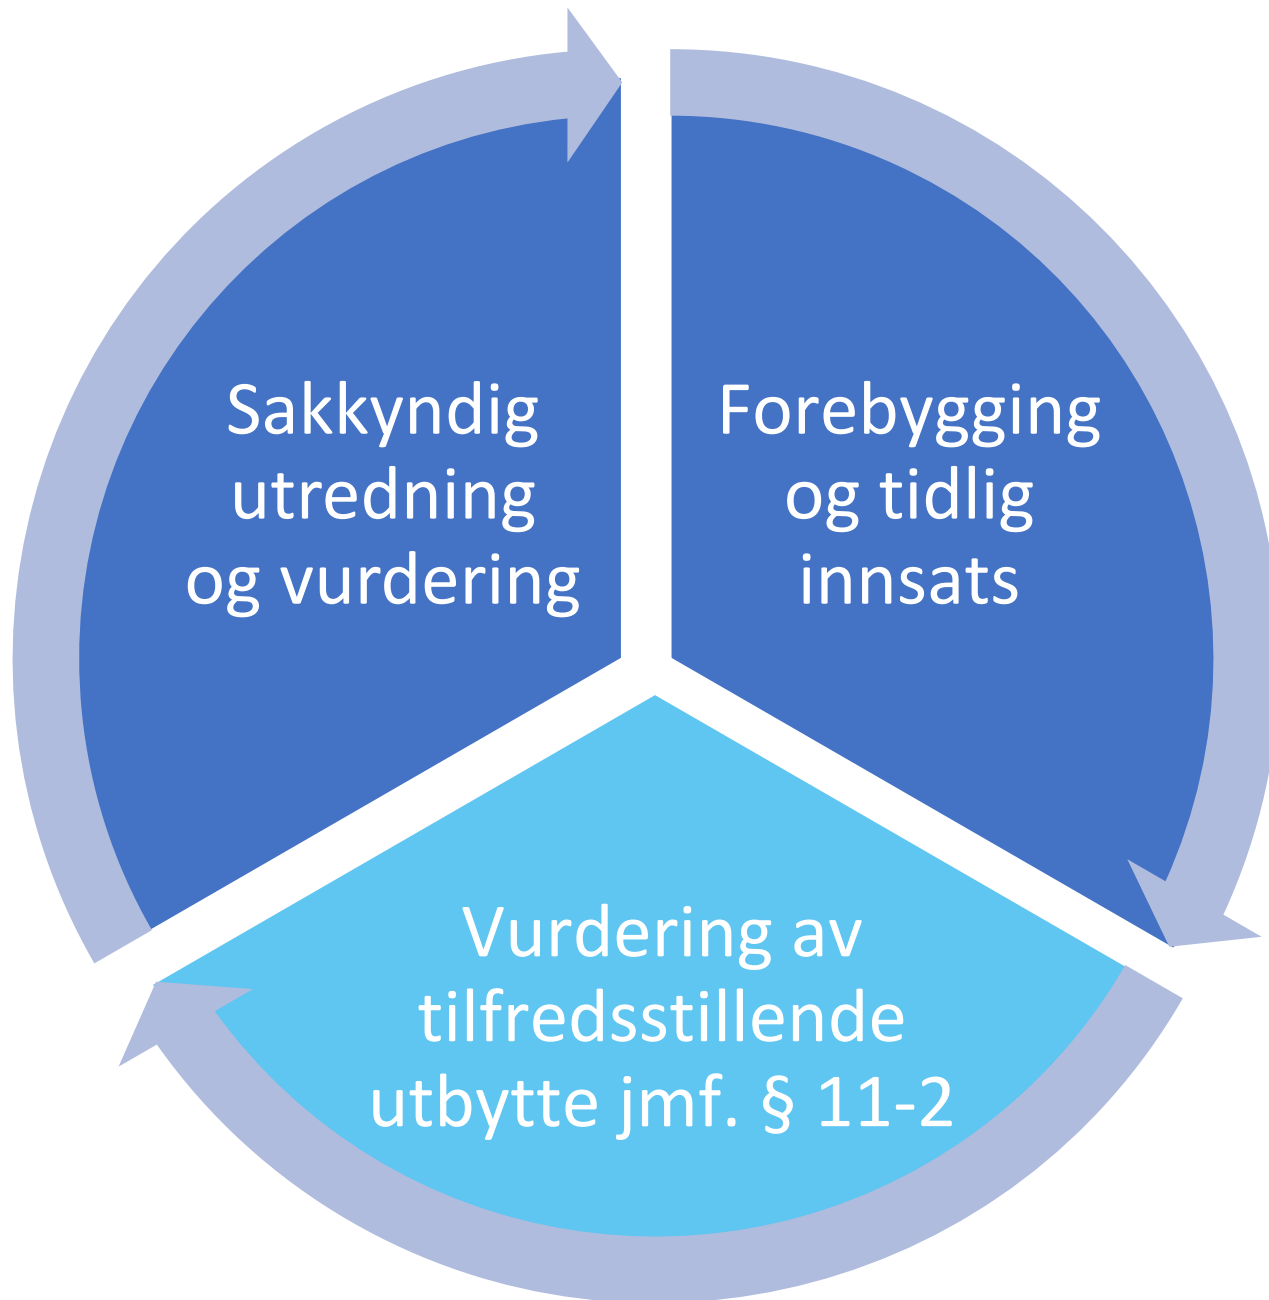 Sakkyndig
utredning
og vurdering
Forebygging
og tidlig
innsats
Vurdering av
tilfredsstillende
utbytte jmf. § 11-2